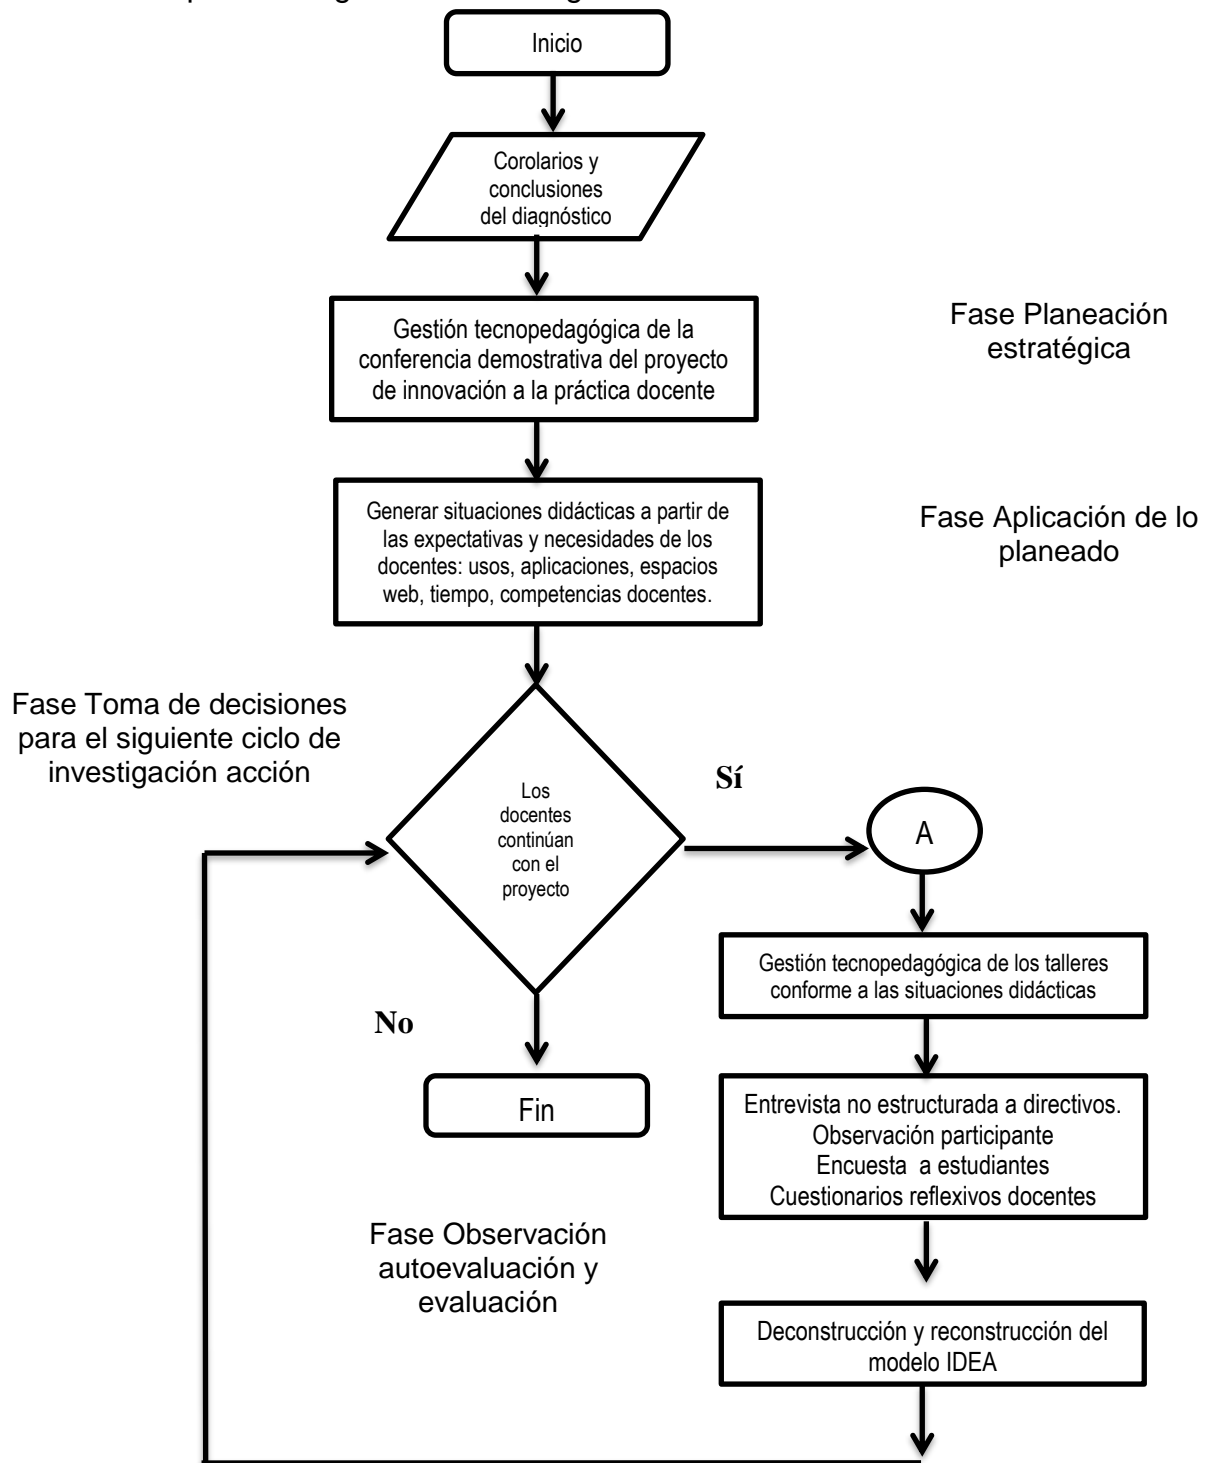 Inicio
Corolarios y
conclusiones
del diagnóstico
Gestión tecnopedagógica de la
conferencia demostrativa del proyecto
de innovación a la práctica docente
Fase Planeación
estratégica
Generar situaciones didácticas a partir de
las expectativas y necesidades de los
docentes: usos, aplicaciones, espacios
web, tiempo, competencias docentes.
Fase Aplicación de lo
planeado
Fase Toma de decisiones
para el siguiente ciclo de
investigación acción
Los
docentes
continúan
con el
proyecto
Sí
A
Gestión tecnopedagógica de los talleres
conforme a las situaciones didácticas
No
Fin
Entrevista no estructurada a directivos.
Observación participante
Encuesta a estudiantes
Cuestionarios reflexivos docentes
Fase Observación
autoevaluación y
evaluación
Deconstrucción y reconstrucción del
modelo IDEA